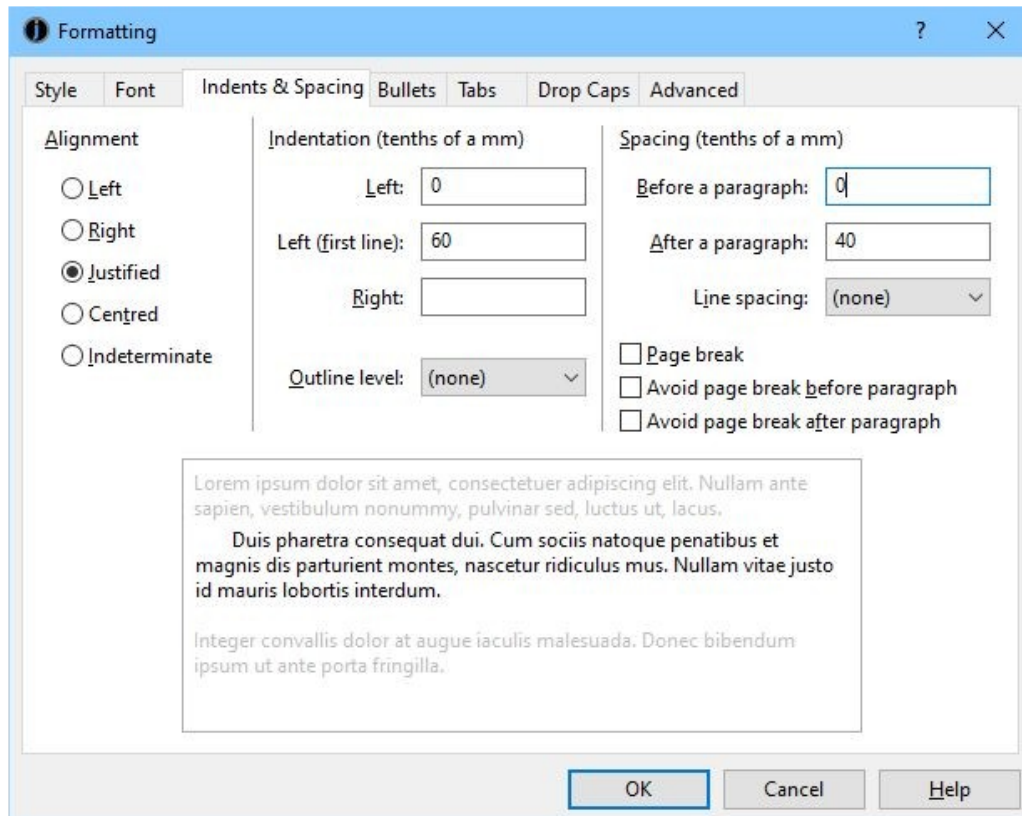 Formatting
?
Style Font Indents & Spacing Bullets Tabs Drop Caps Advanced
Alignment
Left
Right
Justified
Centred
Indeterminate
Indentation (tenths of a mm)
Left: 0
Left (first line): 60
Right:
Outline level: (none)
Spacing (tenths of a mm)
Before a paragraph: 0
After a paragraph: 40
Line spacing: (none)
Page break
Avoid page break before paragraph
Avoid page break after paragraph
Lorem ipsum dolor sit amet, consectetuer adipiscing elit. Nullam ante
sapien, vestibulum nonummy, pulvinar sed, luctus ut, lacus.
Duis pharetra consequat dui. Cum sociis natoque penatibus et
magnis dis parturient montes, nascetur ridiculus mus. Nullam vitae justo
id mauris lobortis interdum.
Integer convallis dolor at augue iaculis malesuada. Donec bibendum
ipsum ut ante porta fringilla.
OK Cancel Help